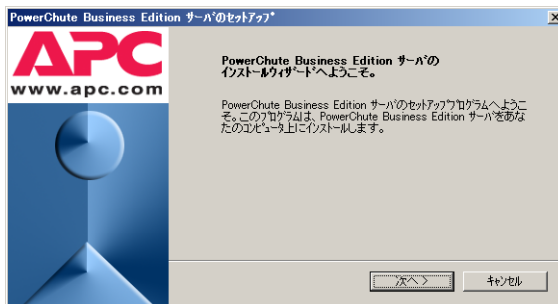 PowerChute Business Edition ｻｰﾊﾞのｾｯﾄｱｯﾌﾟ
APC
www.apc.com
PowerChute Business Edition ｻｰﾊﾞの
ｲﾝｽﾄｰﾙｳｨｻﾞｰﾄﾞへようこそ。
PowerChute Business Edition ｻｰﾊﾞのｾｯﾄｱｯﾌﾟﾌﾟﾛｸﾞﾗﾑへようこ
そ。このﾌﾟﾛｸﾞﾗﾑは、PowerChute Business Edition ｻｰﾊﾞをあな
たのｺﾝﾋﾟｭｰﾀ上にｲﾝｽﾄｰﾙします。
次へ >
ｷｬﾝｾﾙ